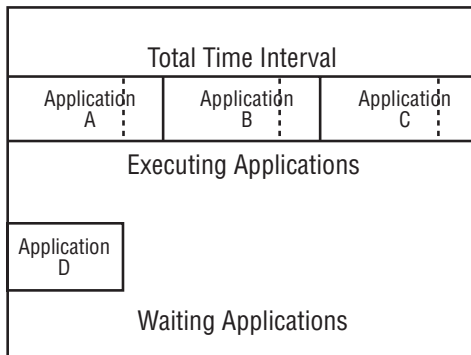 Total Time Interval
Application Application Application
A B C
Executing Applications
Application
D
Waiting Applications